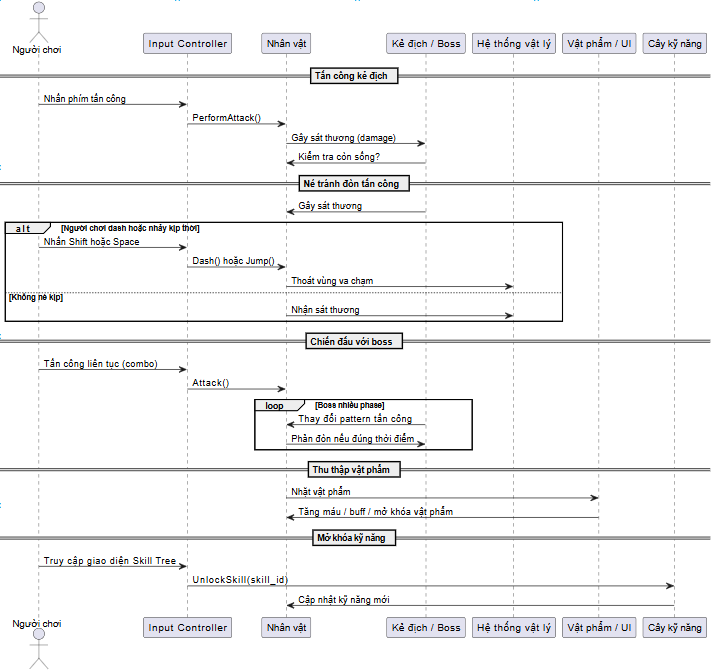 Người chơi
Input Controller
Nhân vật
Kẻ địch / Boss
Hệ thống vật lý
Vật phẩm / UI
Cây kỹ năng
Tấn công kẻ địch
Nhấn phím tấn công
PerformAttack()
Gây sát thương (damage)
Kiểm tra còn sống?
Né tránh đòn tấn công
Gây sát thương
alt
[Người chơi dash hoặc nhảy kịp thời]
Nhấn Shift hoặc Space
Dash() hoặc Jump()
Thoát vùng va chạm
[Không né kịp]
Nhận sát thương
Chiến đấu với boss
Tấn công liên tục (combo)
Attack()
loop
[Boss nhiều phase]
Thay đổi pattern tấn công
Phản đòn nếu đúng thời điểm
Thu thập vật phẩm
Nhặt vật phẩm
Tăng máu / buff / mở khóa vật phẩm
Mở khóa kỹ năng
Truy cập giao diện Skill Tree
UnlockSkill(skill_id)
Cập nhật kỹ năng mới
Người chơi
Input Controller
Nhân vật
Kẻ địch / Boss
Hệ thống vật lý
Vật phẩm / UI
Cây kỹ năng